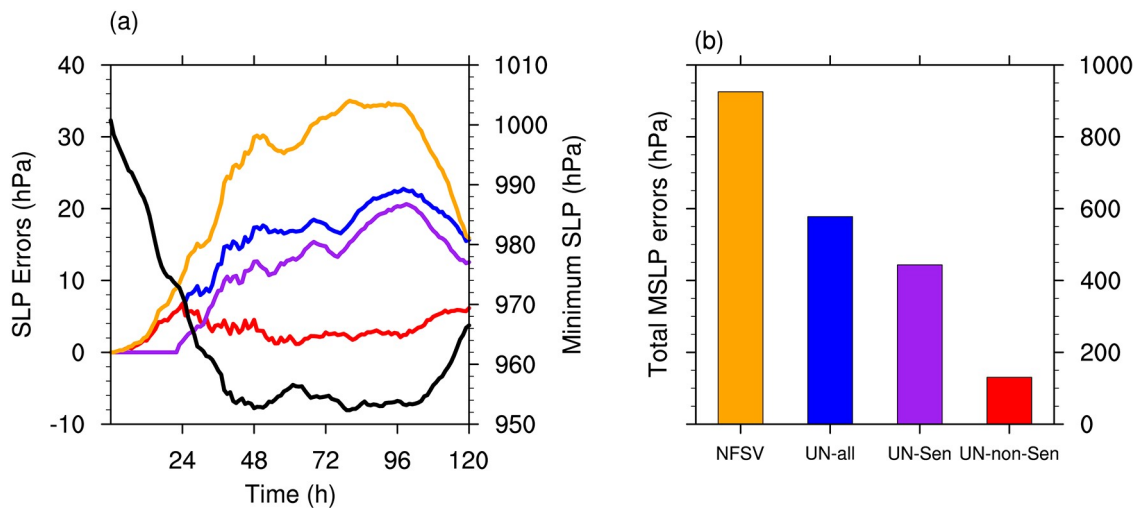 (a)
(b)
40
30
20
10
0
-10
SLP Errors (hPa)
1010
1000
990
980
970
960
950
Minimum SLP (hPa)
24 48 72 96 120
Time (h)
Total MSLP errors (hPa)
1000
800
600
400
200
0
NFSV UN-all UN-Sen UN-non-Sen